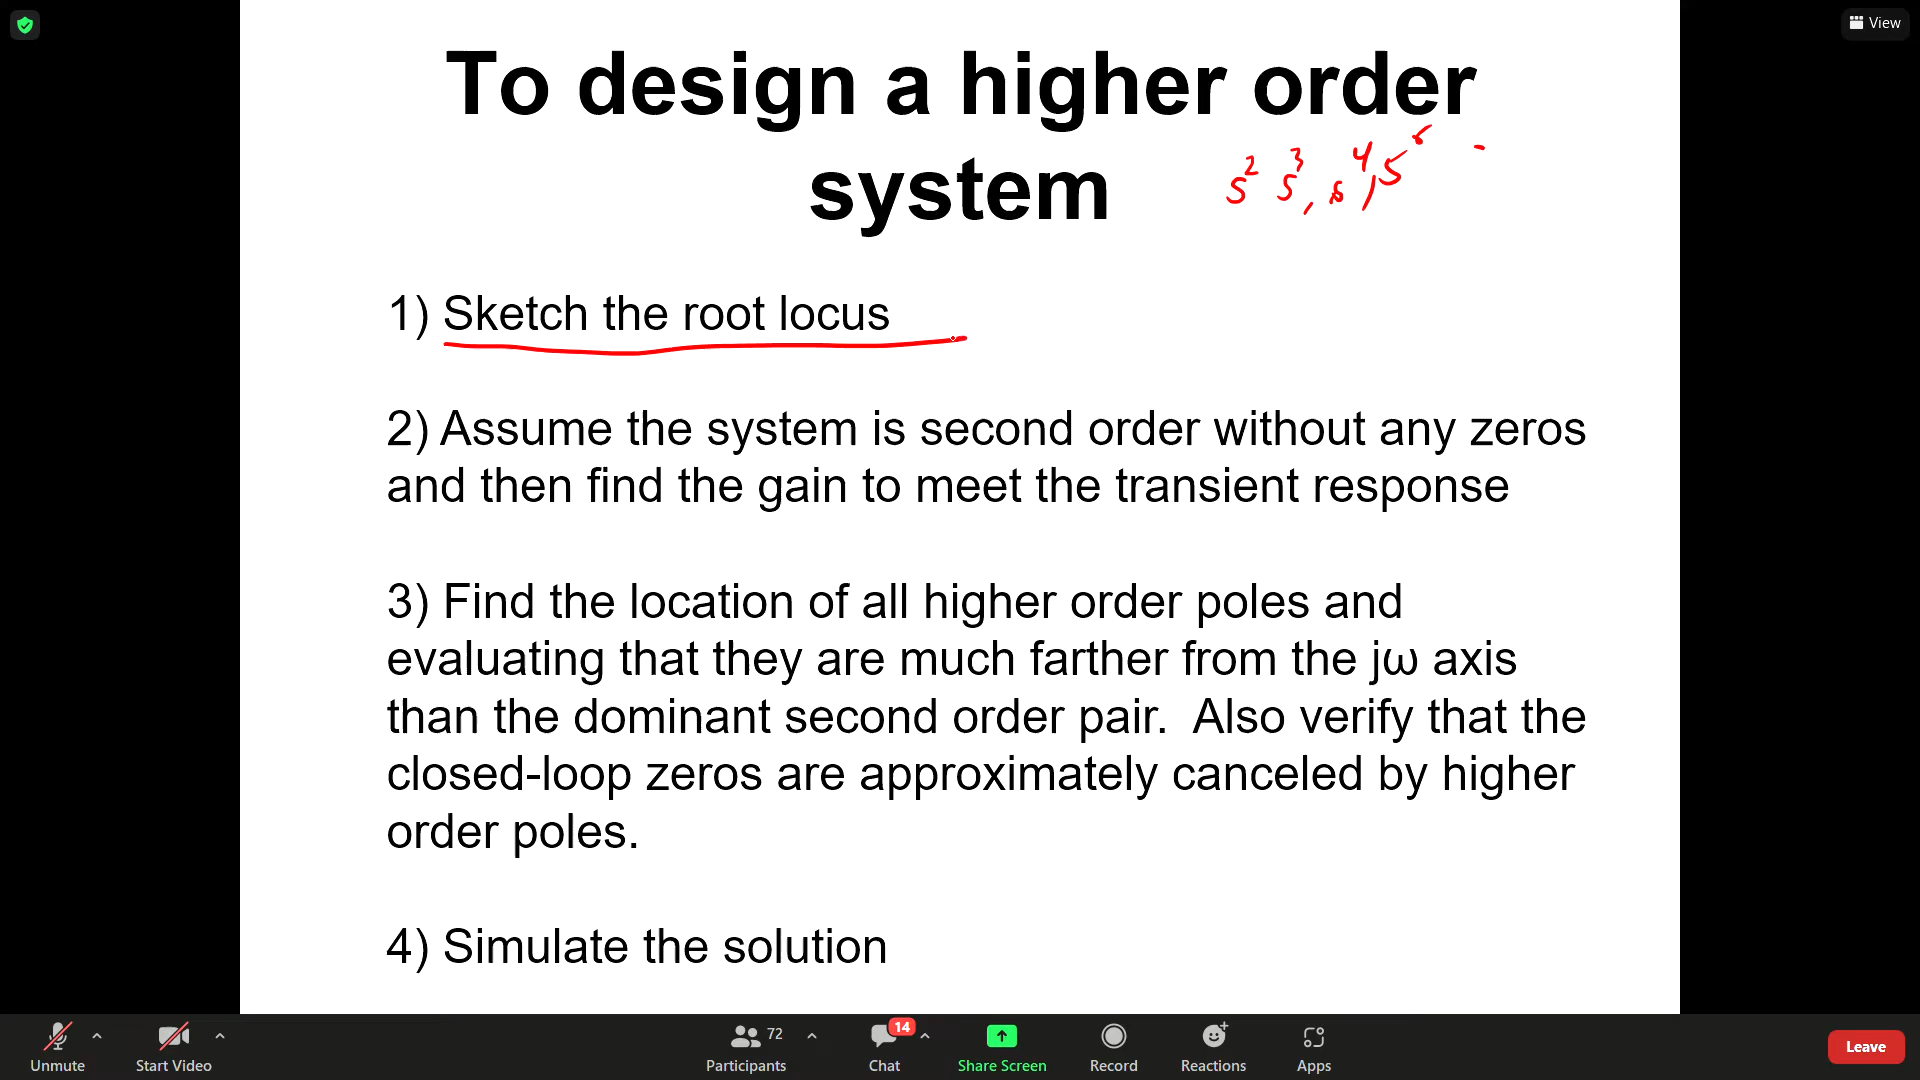 View
To design a higher order
system
s² s³, s⁴, s
1) Sketch the root locus
2) Assume the system is second order without any zeros
and then find the gain to meet the transient response
3) Find the location of all higher order poles and
evaluating that they are much farther from the jω axis
than the dominant second order pair.  Also verify that the
closed-loop zeros are approximately canceled by higher
order poles.
4) Simulate the solution
72
14
Unmute
Start Video
Participants
Chat
Share Screen
Record
Reactions
Apps
Leave